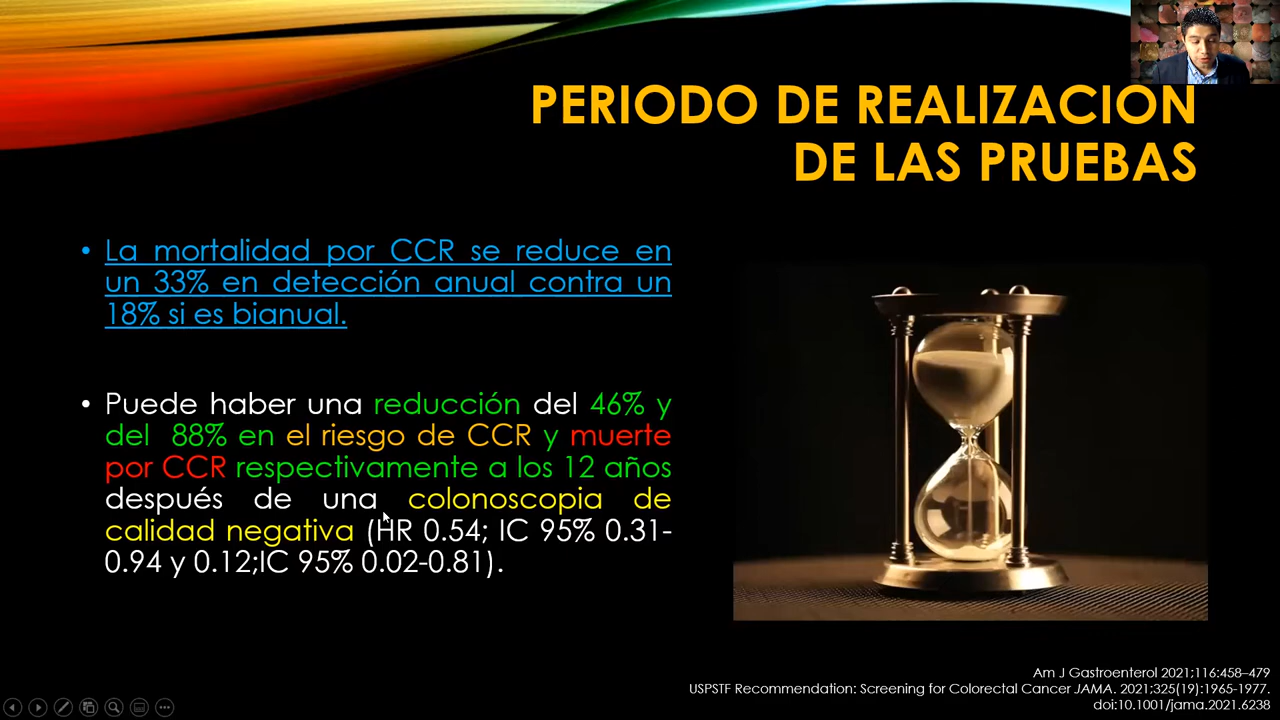 PERIODO DE REALIZACION
DE LAS PRUEBAS
• La mortalidad por CCR se reduce en
un 33% en detección anual contra un
18% si es bianual.
• Puede haber una reducción del 46% y
del 88% en el riesgo de CCR y muerte
por CCR respectivamente a los 12 años
después de una colonoscopia de
calidad negativa (HR 0.54; IC 95% 0.31-
0.94 y 0.12;IC 95% 0.02-0.81).
Am J Gastroenterol 2021;116:458–479
USPSTF Recommendation: Screening for Colorectal Cancer JAMA. 2021;325(19):1965-1977.
doi:10.1001/jama.2021.6238